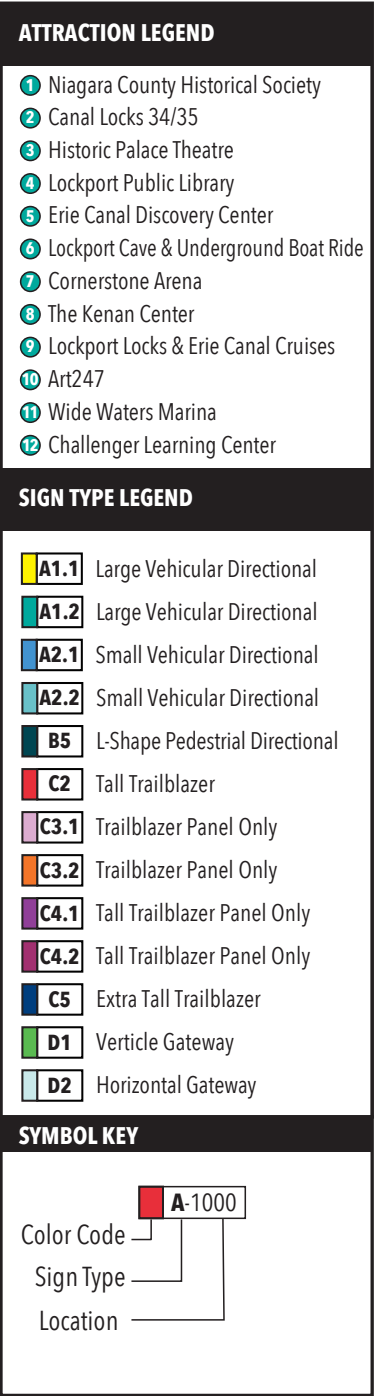 ATTRACTION LEGEND
1 Niagara County Historical Society
2 Canal Locks 34/35
3 Historic Palace Theatre
4 Lockport Public Library
5 Erie Canal Discovery Center
6 Lockport Cave & Underground Boat Ride
7 Cornerstone Arena
8 The Kenan Center
9 Lockport Locks & Erie Canal Cruises
10 Art247
11 Wide Waters Marina
12 Challenger Learning Center
SIGN TYPE LEGEND
A1.1 Large Vehicular Directional
A1.2 Large Vehicular Directional
A2.1 Small Vehicular Directional
A2.2 Small Vehicular Directional
B5 L-Shape Pedestrial Directional
C2 Tall Trailblazer
C3.1 Trailblazer Panel Only
C3.2 Trailblazer Panel Only
C4.1 Tall Trailblazer Panel Only
C4.2 Tall Trailblazer Panel Only
C5 Extra Tall Trailblazer
D1 Verticle Gateway
D2 Horizontal Gateway
SYMBOL KEY
A-1000
Color Code
Sign Type
Location